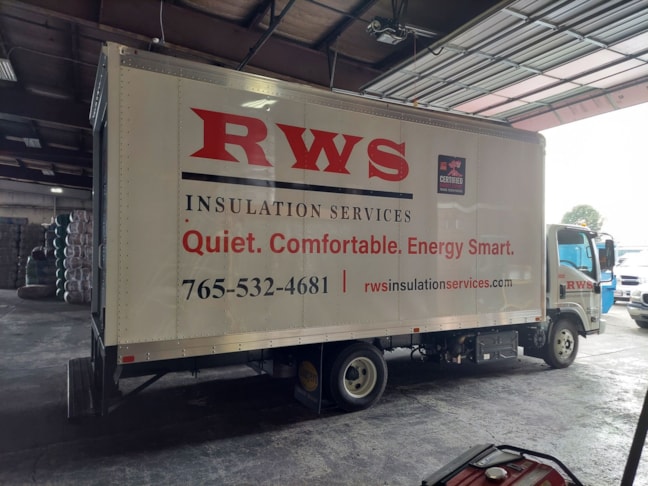 RWS
CERTIFIED
INSULATION SERVICES
Quiet. Comfortable. Energy Smart.
765-532-4681 | rwsinsulationservices.com
RWS